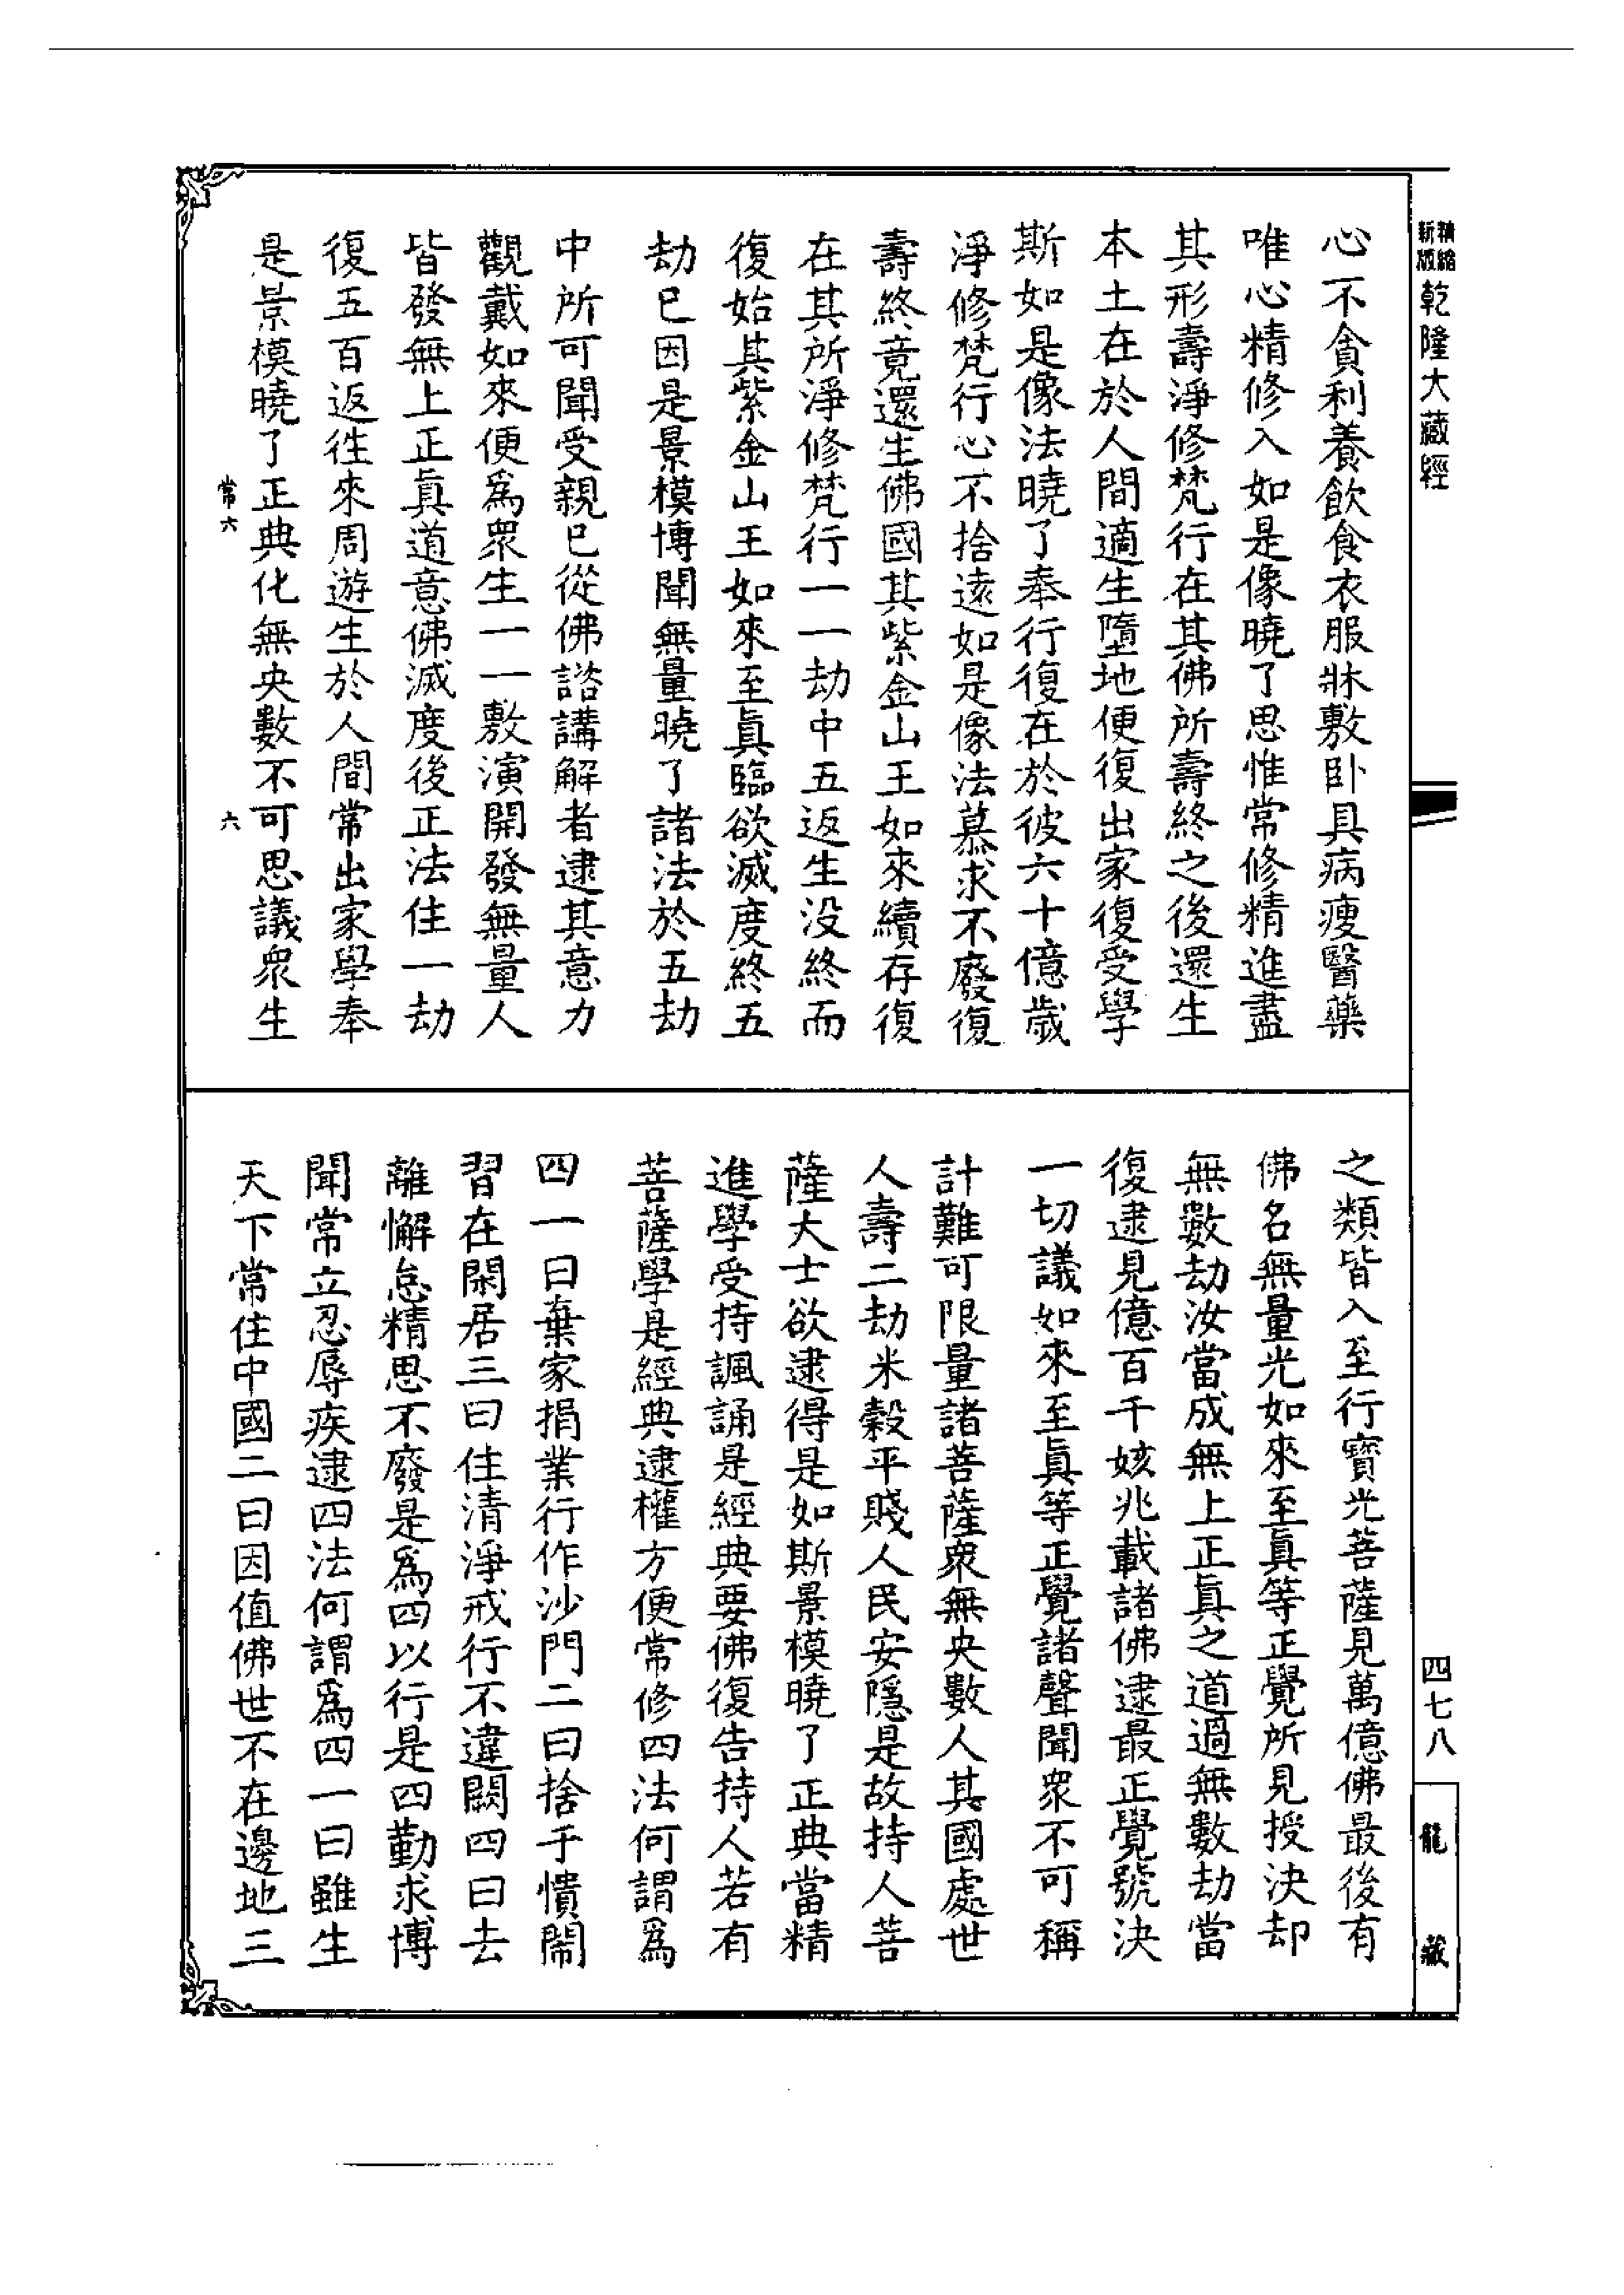 精縮新版乾隆大藏經
心不貪利養飲食衣服牀敷卧具病瘦醫藥
唯心精修入如是像曉了思惟常修精進盡
其形壽淨修梵行在其佛所壽終之後還生
本土在於人間適生墮地便復出家復受學
斯如是像法曉了奉行復在於彼六十億歲
淨修梵行心不捨遠如是像法慕求不廢復
壽終竟還生佛國其紫金山王如來續存復
在其所淨修梵行一一劫中五返生没終而
復始其紫金山王如來至眞臨欲滅度終五
劫已因是景模博聞無量曉了諸法於五劫
中所可聞受親已從佛諮講解者逮其意力
觀戴如來便爲眾生一一敷演開發無量人
皆發無上正眞道意佛滅度後正法住一劫
復五百返往來周遊生於人間常出家學奉
是景模曉了正典化無央數不可思議眾生
常六
六
之類皆入至行寶光菩薩見萬億佛最後有
佛名無量光如來至眞等正覺所見授決却
無數劫汝當成無上正眞之道過無數劫當
復逮見億百千姟兆載諸佛逮最正覺號決
一切議如來至眞等正覺諸聲聞眾不可稱
計難可限量諸菩薩眾無央數人其國處世
人壽二劫米穀平賤人民安隱是故持人菩
薩大士欲逮得是如斯景模曉了正典當精
進學受持諷誦是經典要佛復告持人若有
菩薩學是經典逮權方便常修四法何謂爲
四一曰棄家捐業行作沙門二曰捨于憒閙
習在閑居三曰住清淨戒行不違闕四曰去
離懈怠精思不廢是爲四以行是四勤求博
聞常立忍辱疾逮四法何謂爲四一曰雖生
天下常住中國二曰因值佛世不在邊地三
四七八
龍藏